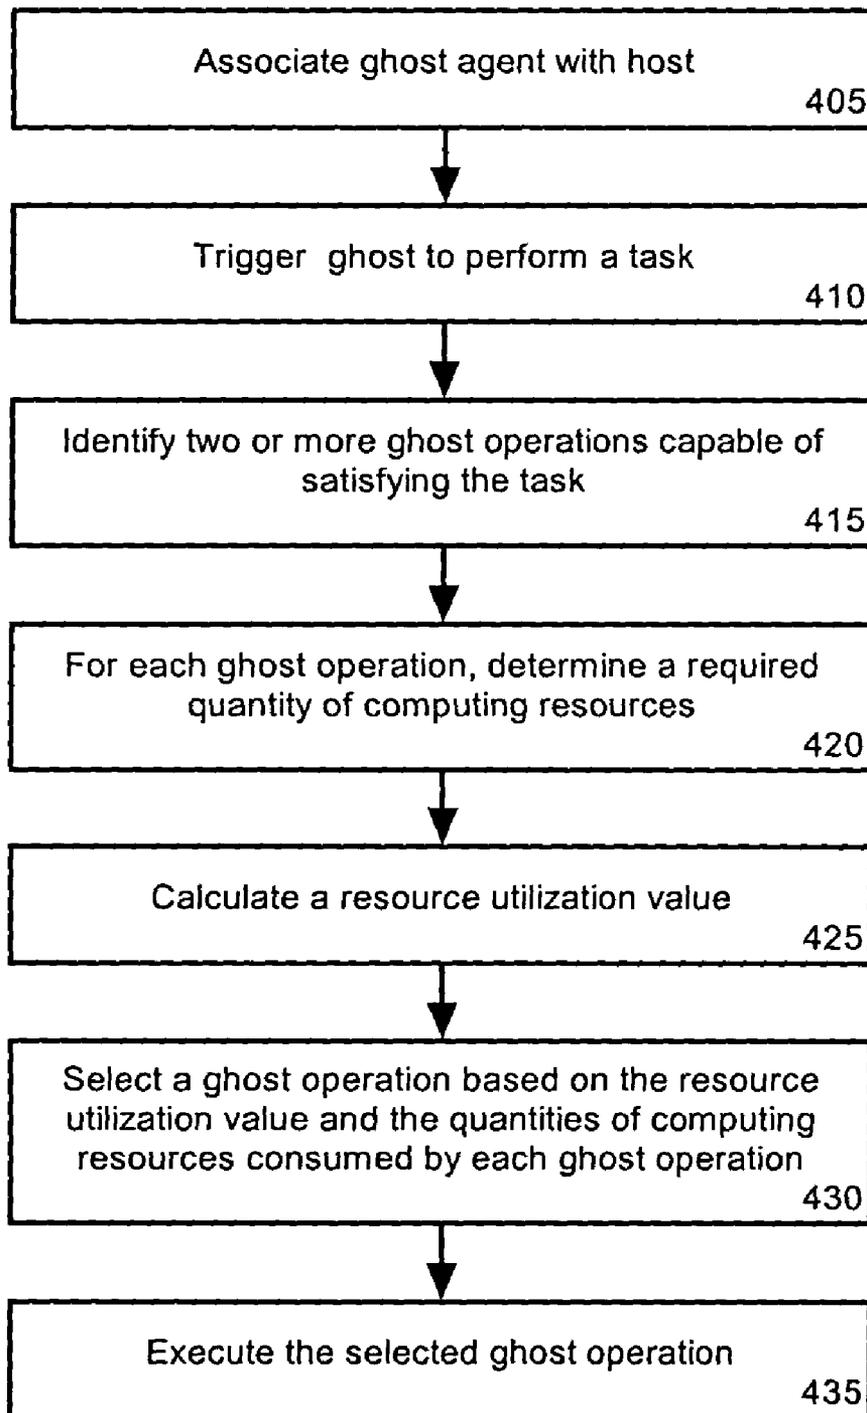 Associate ghost agent with host
405
Trigger ghost to perform a task
410
Identify two or more ghost operations capable of
satisfying the task
415
For each ghost operation, determine a required
quantity of computing resources
420
Calculate a resource utilization value
425
Select a ghost operation based on the resource
utilization value and the quantities of computing
resources consumed by each ghost operation
430
Execute the selected ghost operation
435